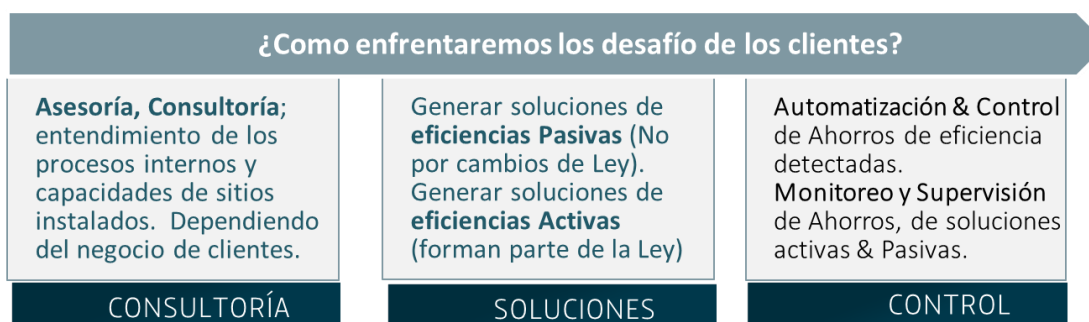 ¿Como enfrentaremos los desafío de los clientes?
Asesoría, Consultoría;
entendimiento de los
procesos internos y
capacidades de sitios
instalados. Dependiendo
del negocio de clientes.
CONSULTORÍA
Generar soluciones de
eficiencias Pasivas (No
por cambios de Ley).
Generar soluciones de
eficiencias Activas
(forman parte de la Ley)
SOLUCIONES
Automatización & Control
de Ahorros de eficiencia
detectadas.
Monitoreo y Supervisión
de Ahorros, de soluciones
activas & Pasivas.
CONTROL